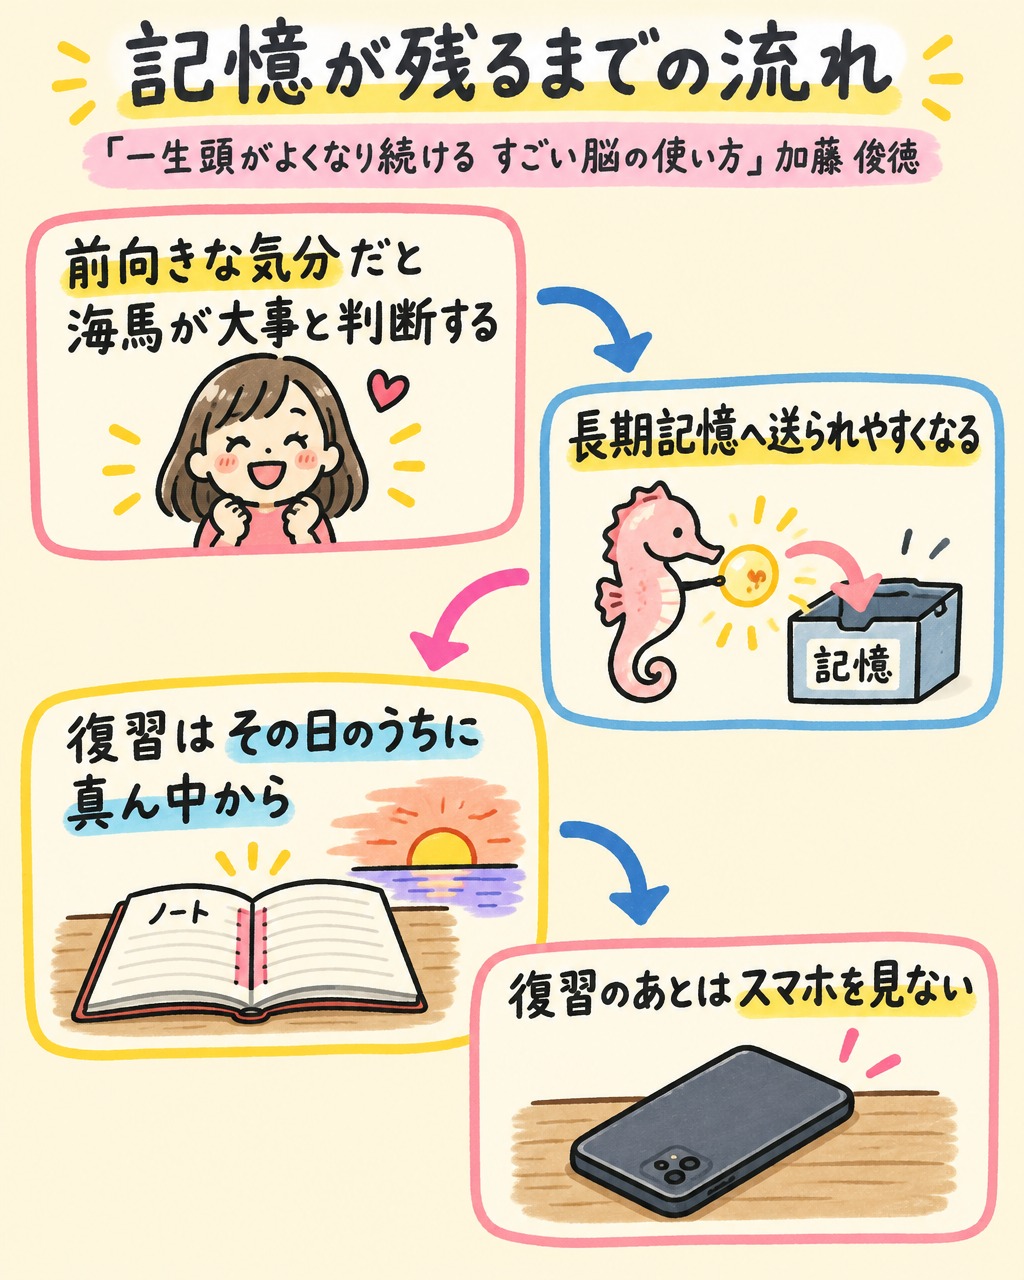 記憶が残るまでの流れ
「一生頭がよくなり続ける すごい脳の使い方」加藤 俊徳
前向きな気分だと
海馬が大事と判断する
長期記憶へ送られやすくなる
記憶
復習はその日のうちに
真ん中から
ノート
復習のあとはスマホを見ない